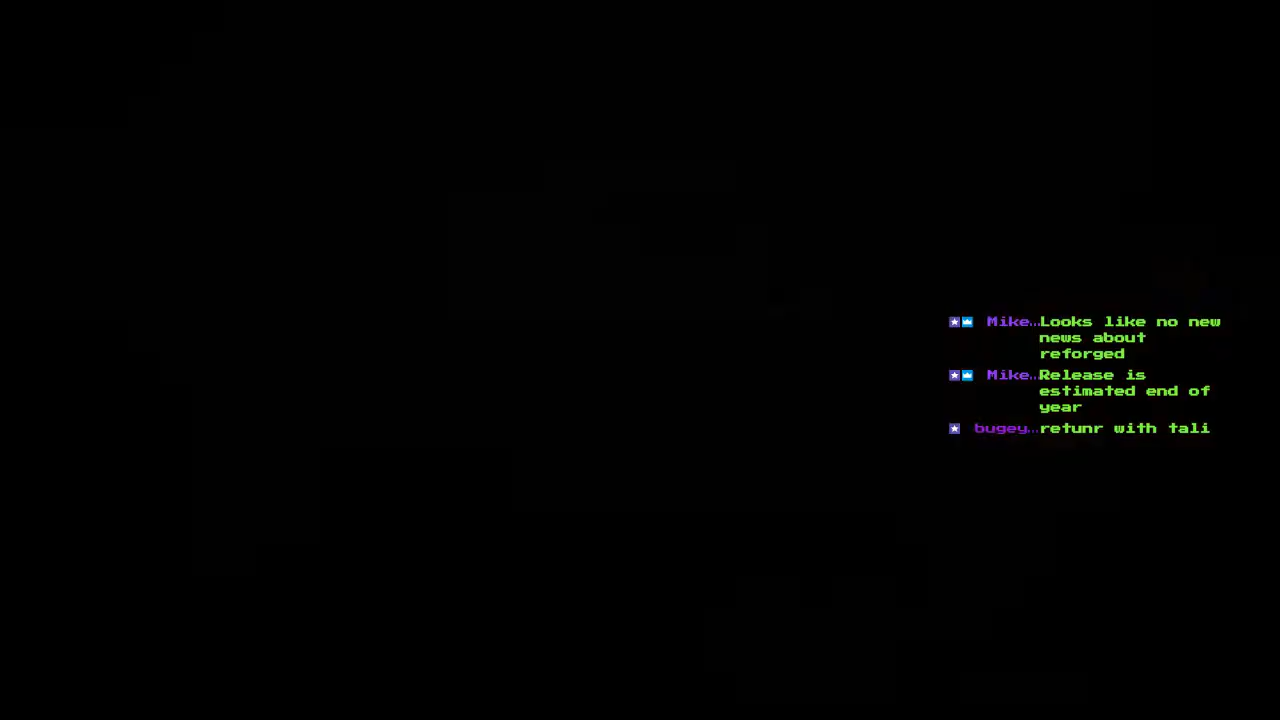 Mike…Looks like no new
news about
reforged
Mike…Release is
estimated end of
year
bugey…retunr with tali